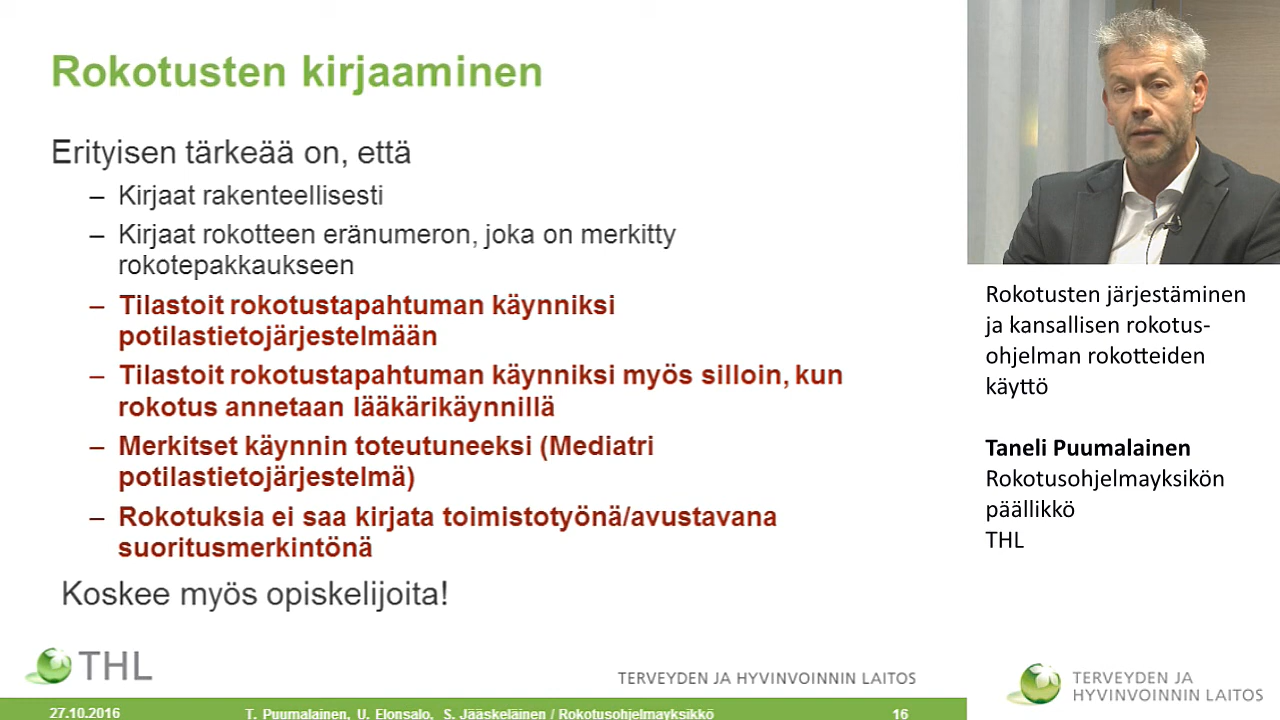 Rokotusten kirjaaminen
Erityisen tärkeää on, että
– Kirjaat rakenteellisesti
– Kirjaat rokotteen eränumeron, joka on merkitty
rokotepakkaukseen
– Tilastoit rokotustapahtuman käynniksi
potilastietojärjestelmään
– Tilastoit rokotustapahtuman käynniksi myös silloin, kun
rokotus annetaan lääkärikäynnillä
– Merkitset käynnin toteutuneeksi (Mediatri
potilastietojärjestelmä)
– Rokotuksia ei saa kirjata toimistotyönä/avustavana
suoritusmerkintönä
Koskee myös opiskelijoita!
THL
TERVEYDEN JA HYVINVOINNIN LAITOS
27.10.2016
T. Puumalainen, U. Elonsalo, S. Jääskeläinen / Rokotusohjelmayksikkö
16
Rokotusten järjestäminen
ja kansallisen rokotus-
ohjelman rokotteiden
käyttö
Taneli Puumalainen
Rokotusohjelmayksikön
päällikkö
THL
TERVEYDEN JA
HYVINVOINNIN LAITOS